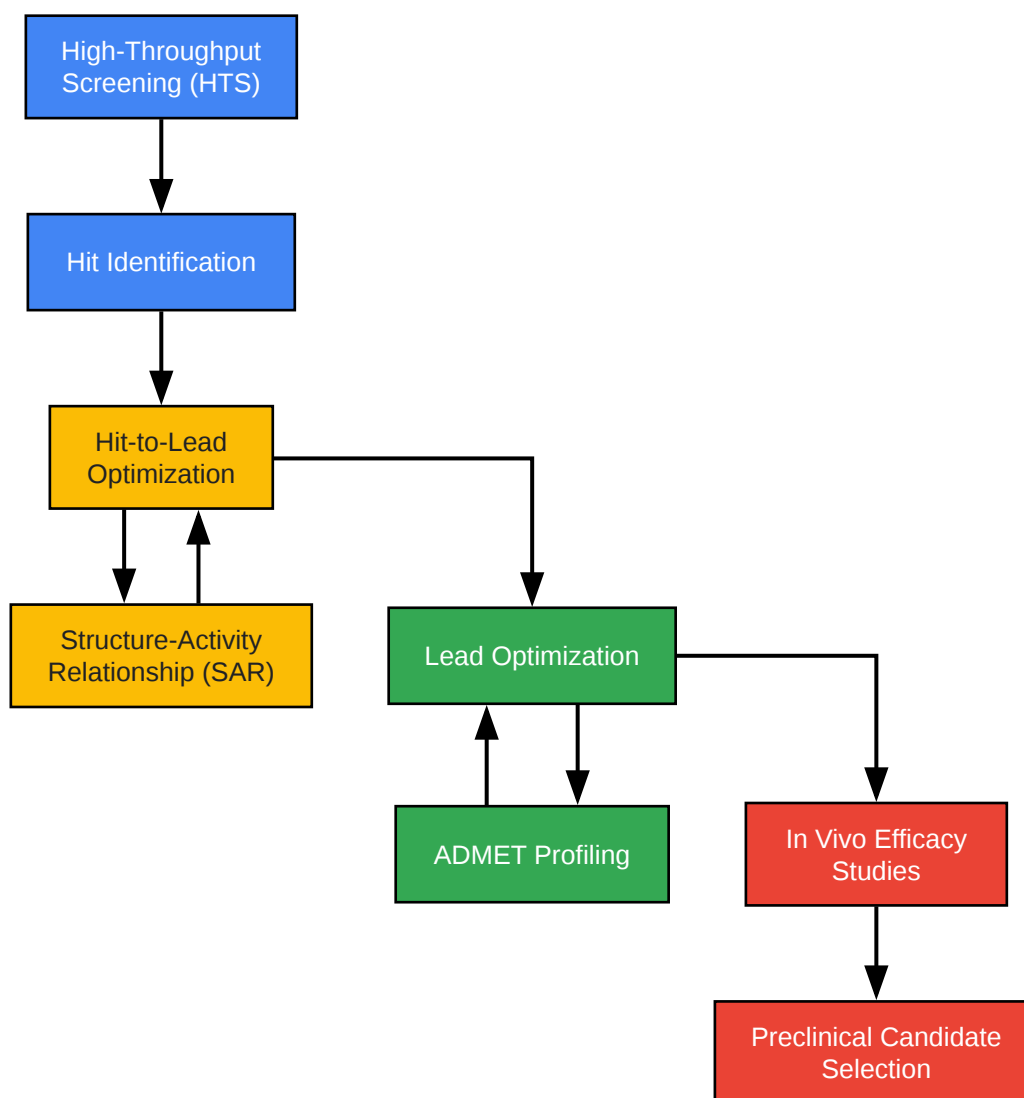 High-Throughput
Screening (HTS)
Hit Identification
Hit-to-Lead
Optimization
Structure-Activity
Relationship (SAR)
Lead Optimization
ADMET Profiling
In Vivo Efficacy
Studies
Preclinical Candidate
Selection